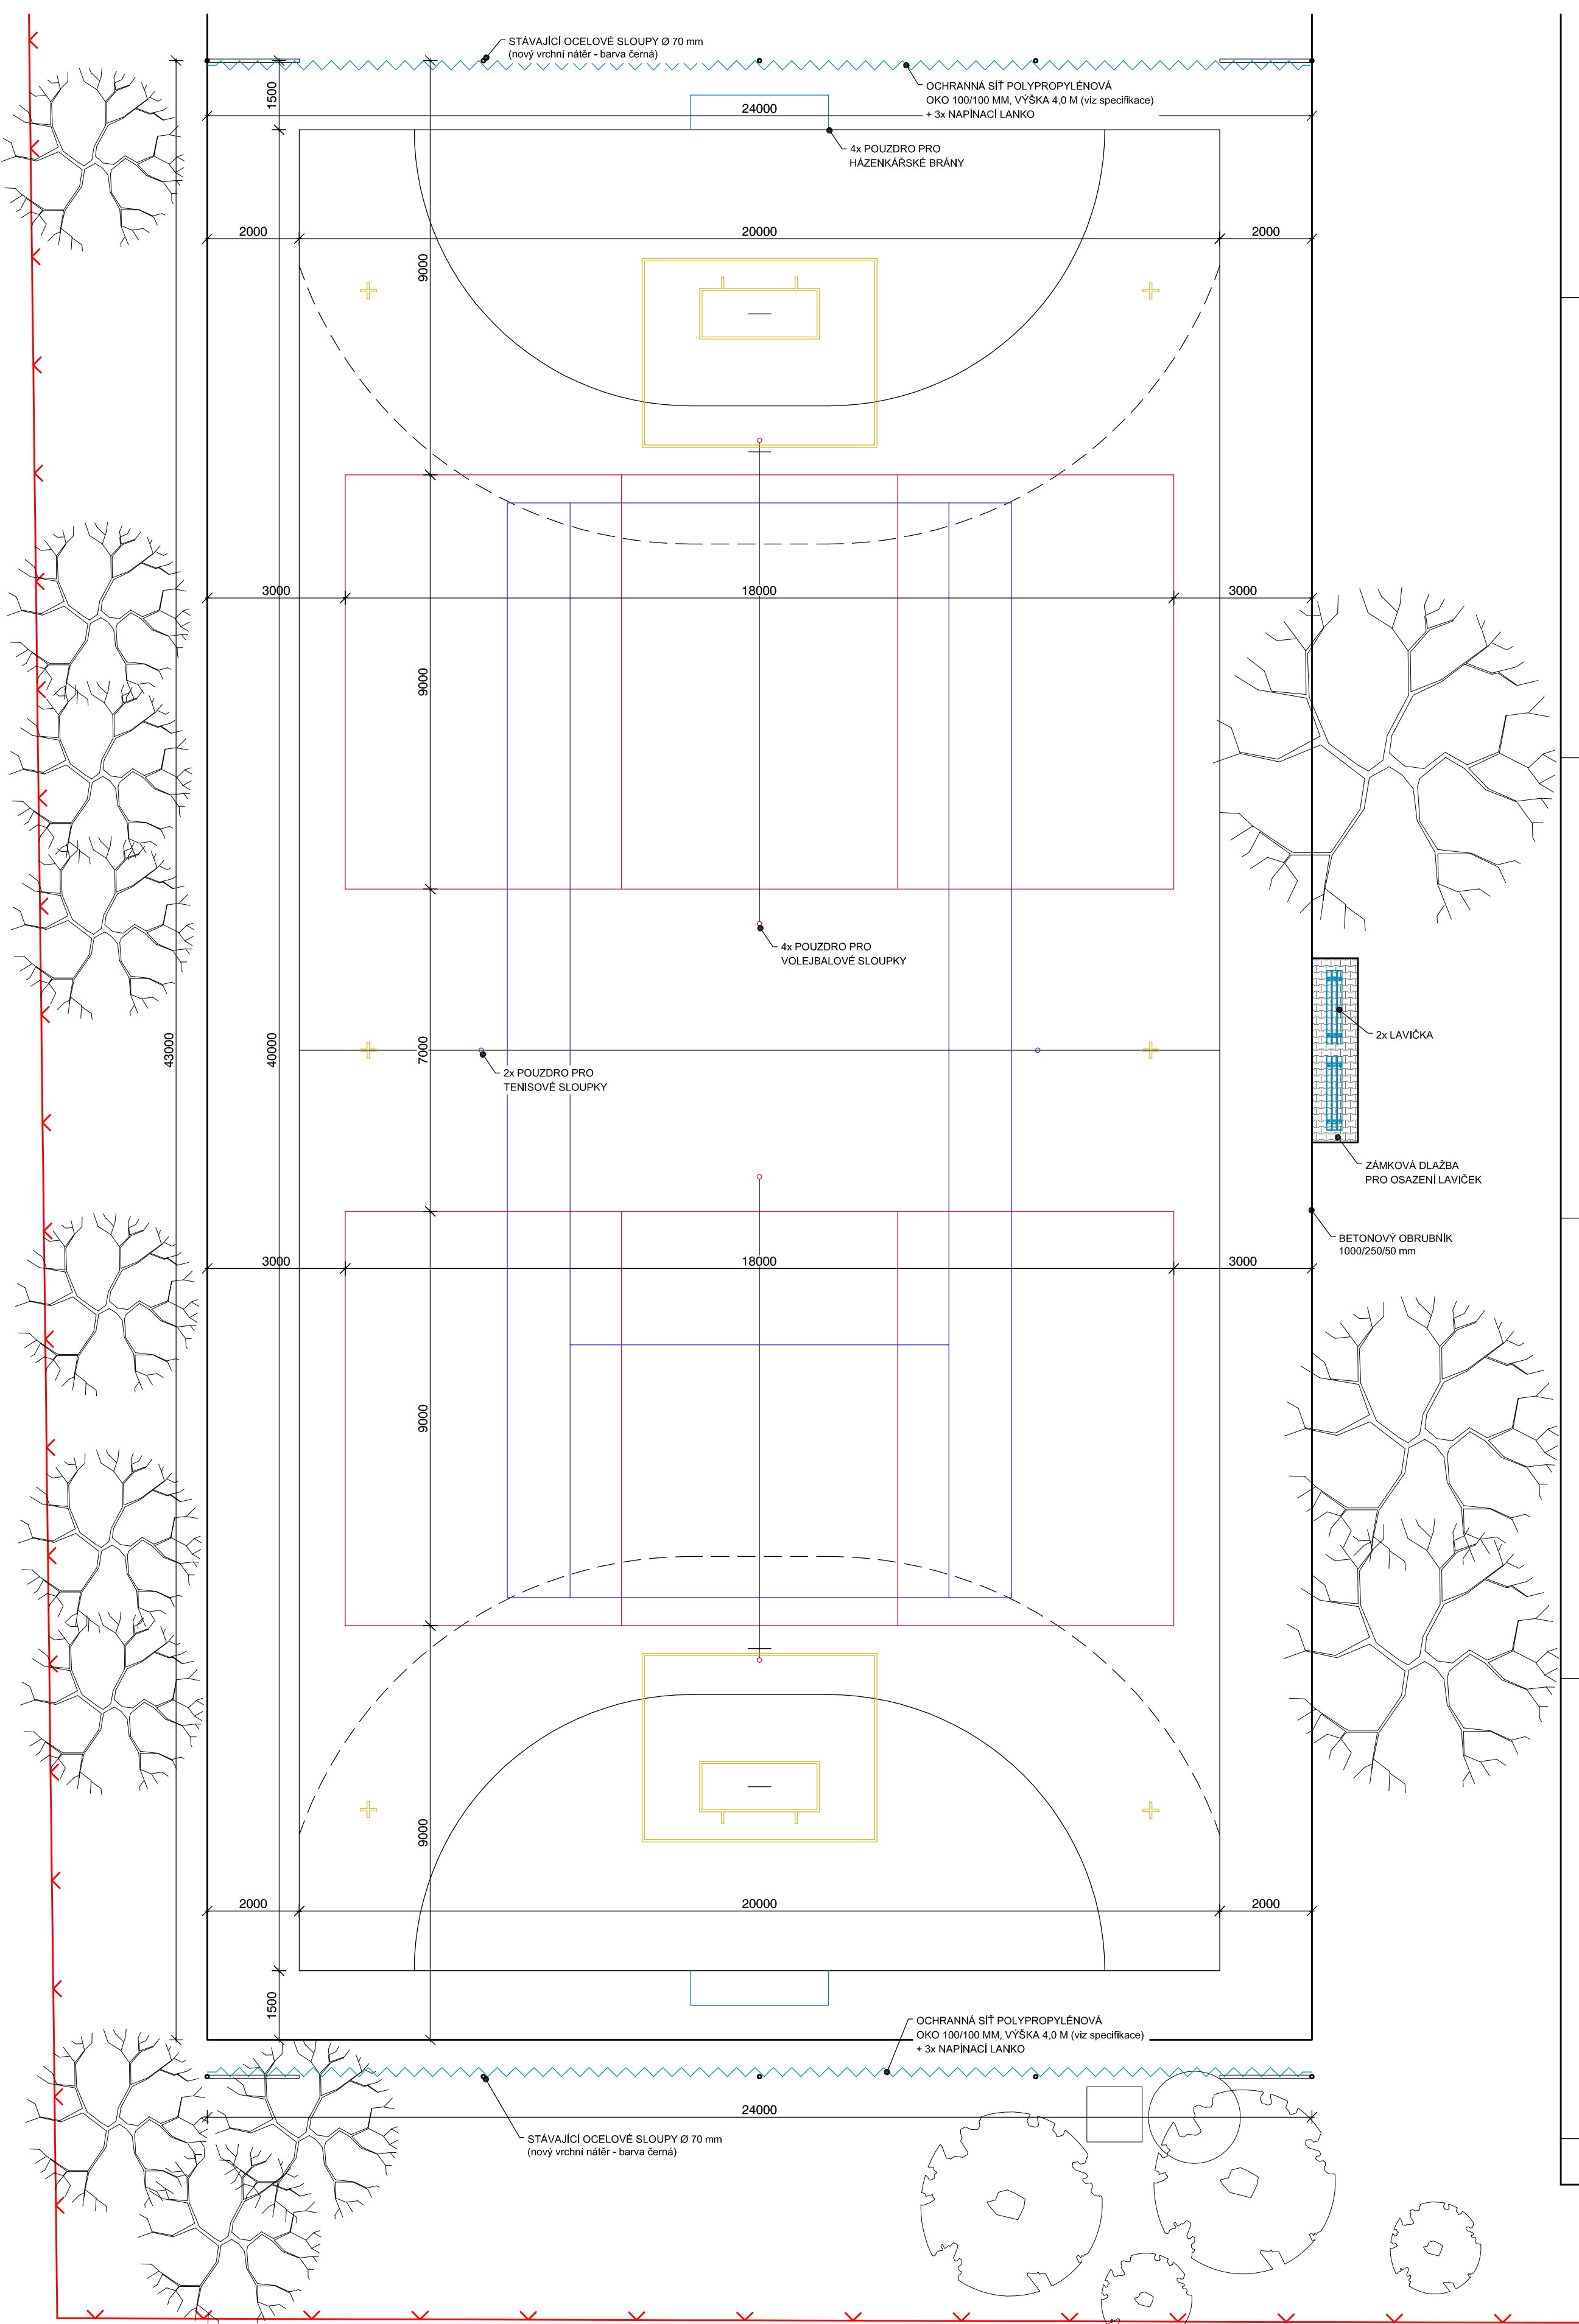 STÁVAJÍCÍ OCELOVÉ SLOUPY Ø 70 mm
(nový vrchní nátěr - barva černá)
OCHRANNÁ SÍŤ POLYPROPYLÉNOVÁ
OKO 100/100 MM, VÝŠKA 4,0 M (viz specifikace)
+ 3x NAPÍNACÍ LANKO
1500
24000
4x POUZDRO PRO
HÁZENKÁŘSKÉ BRÁNY
2000
20000
2000
9000
3000
18000
3000
9000
4x POUZDRO PRO
VOLEJBALOVÉ SLOUPKY
2x LAVIČKA
43000
40000
7000
2x POUZDRO PRO
TENISOVÉ SLOUPKY
ZÁMKOVÁ DLAŽBA
PRO OSAZENÍ LAVIČEK
BETONOVÝ OBRUBNÍK
1000/250/50 mm
3000
18000
3000
9000
9000
2000
20000
2000
1500
OCHRANNÁ SÍŤ POLYPROPYLÉNOVÁ
OKO 100/100 MM, VÝŠKA 4,0 M (viz specifikace)
+ 3x NAPÍNACÍ LANKO
24000
STÁVAJÍCÍ OCELOVÉ SLOUPY Ø 70 mm
(nový vrchní nátěr - barva černá)